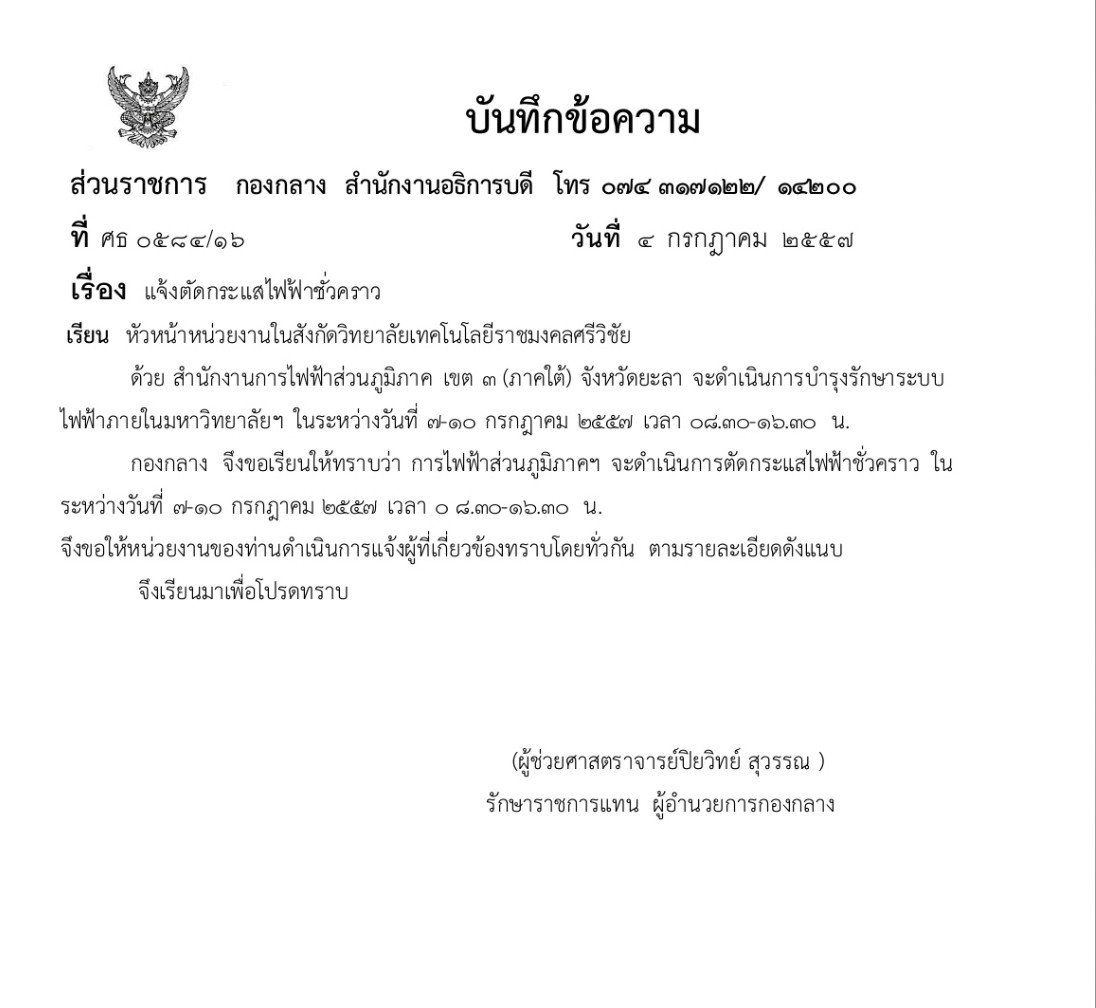 บันทึกข้อความ
ส่วนราชการ กองกลาง สำนักงานอธิการบดี โทร ๐๗๔ ๓๑๗๑๒๒/ ๑๔๒๐๐
ที่ ศธ ๐๕๘๔/๑๖ วันที่ ๔ กรกฎาคม ๒๕๕๗
เรื่อง แจ้งตัดกระแสไฟฟ้าชั่วคราว
เรียน หัวหน้าหน่วยงานในสังกัดวิทยาลัยเทคโนโลยีราชมงคลศรีวิชัย
ด้วย สำนักงานการไฟฟ้าส่วนภูมิภาค เขต ๓ (ภาคใต้) จังหวัดยะลา จะดำเนินการบำรุงรักษาระบบ
ไฟฟ้าภายในมหาวิทยาลัยฯ ในระหว่างวันที่ ๗-๑๐ กรกฎาคม ๒๕๕๗ เวลา ๐๘.๓๐-๑๖.๓๐ น.
กองกลาง จึงขอเรียนให้ทราบว่า การไฟฟ้าส่วนภูมิภาคฯ จะดำเนินการตัดกระแสไฟฟ้าชั่วคราว ใน
ระหว่างวันที่ ๗-๑๐ กรกฎาคม ๒๕๕๗ เวลา ๐ ๘.๓๐-๑๖.๓๐ น.
จึงขอให้หน่วยงานของท่านดำเนินการแจ้งผู้ที่เกี่ยวข้องทราบโดยทั่วกัน ตามรายละเอียดดังแนบ
จึงเรียนมาเพื่อโปรดทราบ
(ผู้ช่วยศาสตราจารย์ปิยวิทย์ สุวรรณ )
รักษาราชการแทน ผู้อำนวยการกองกลาง